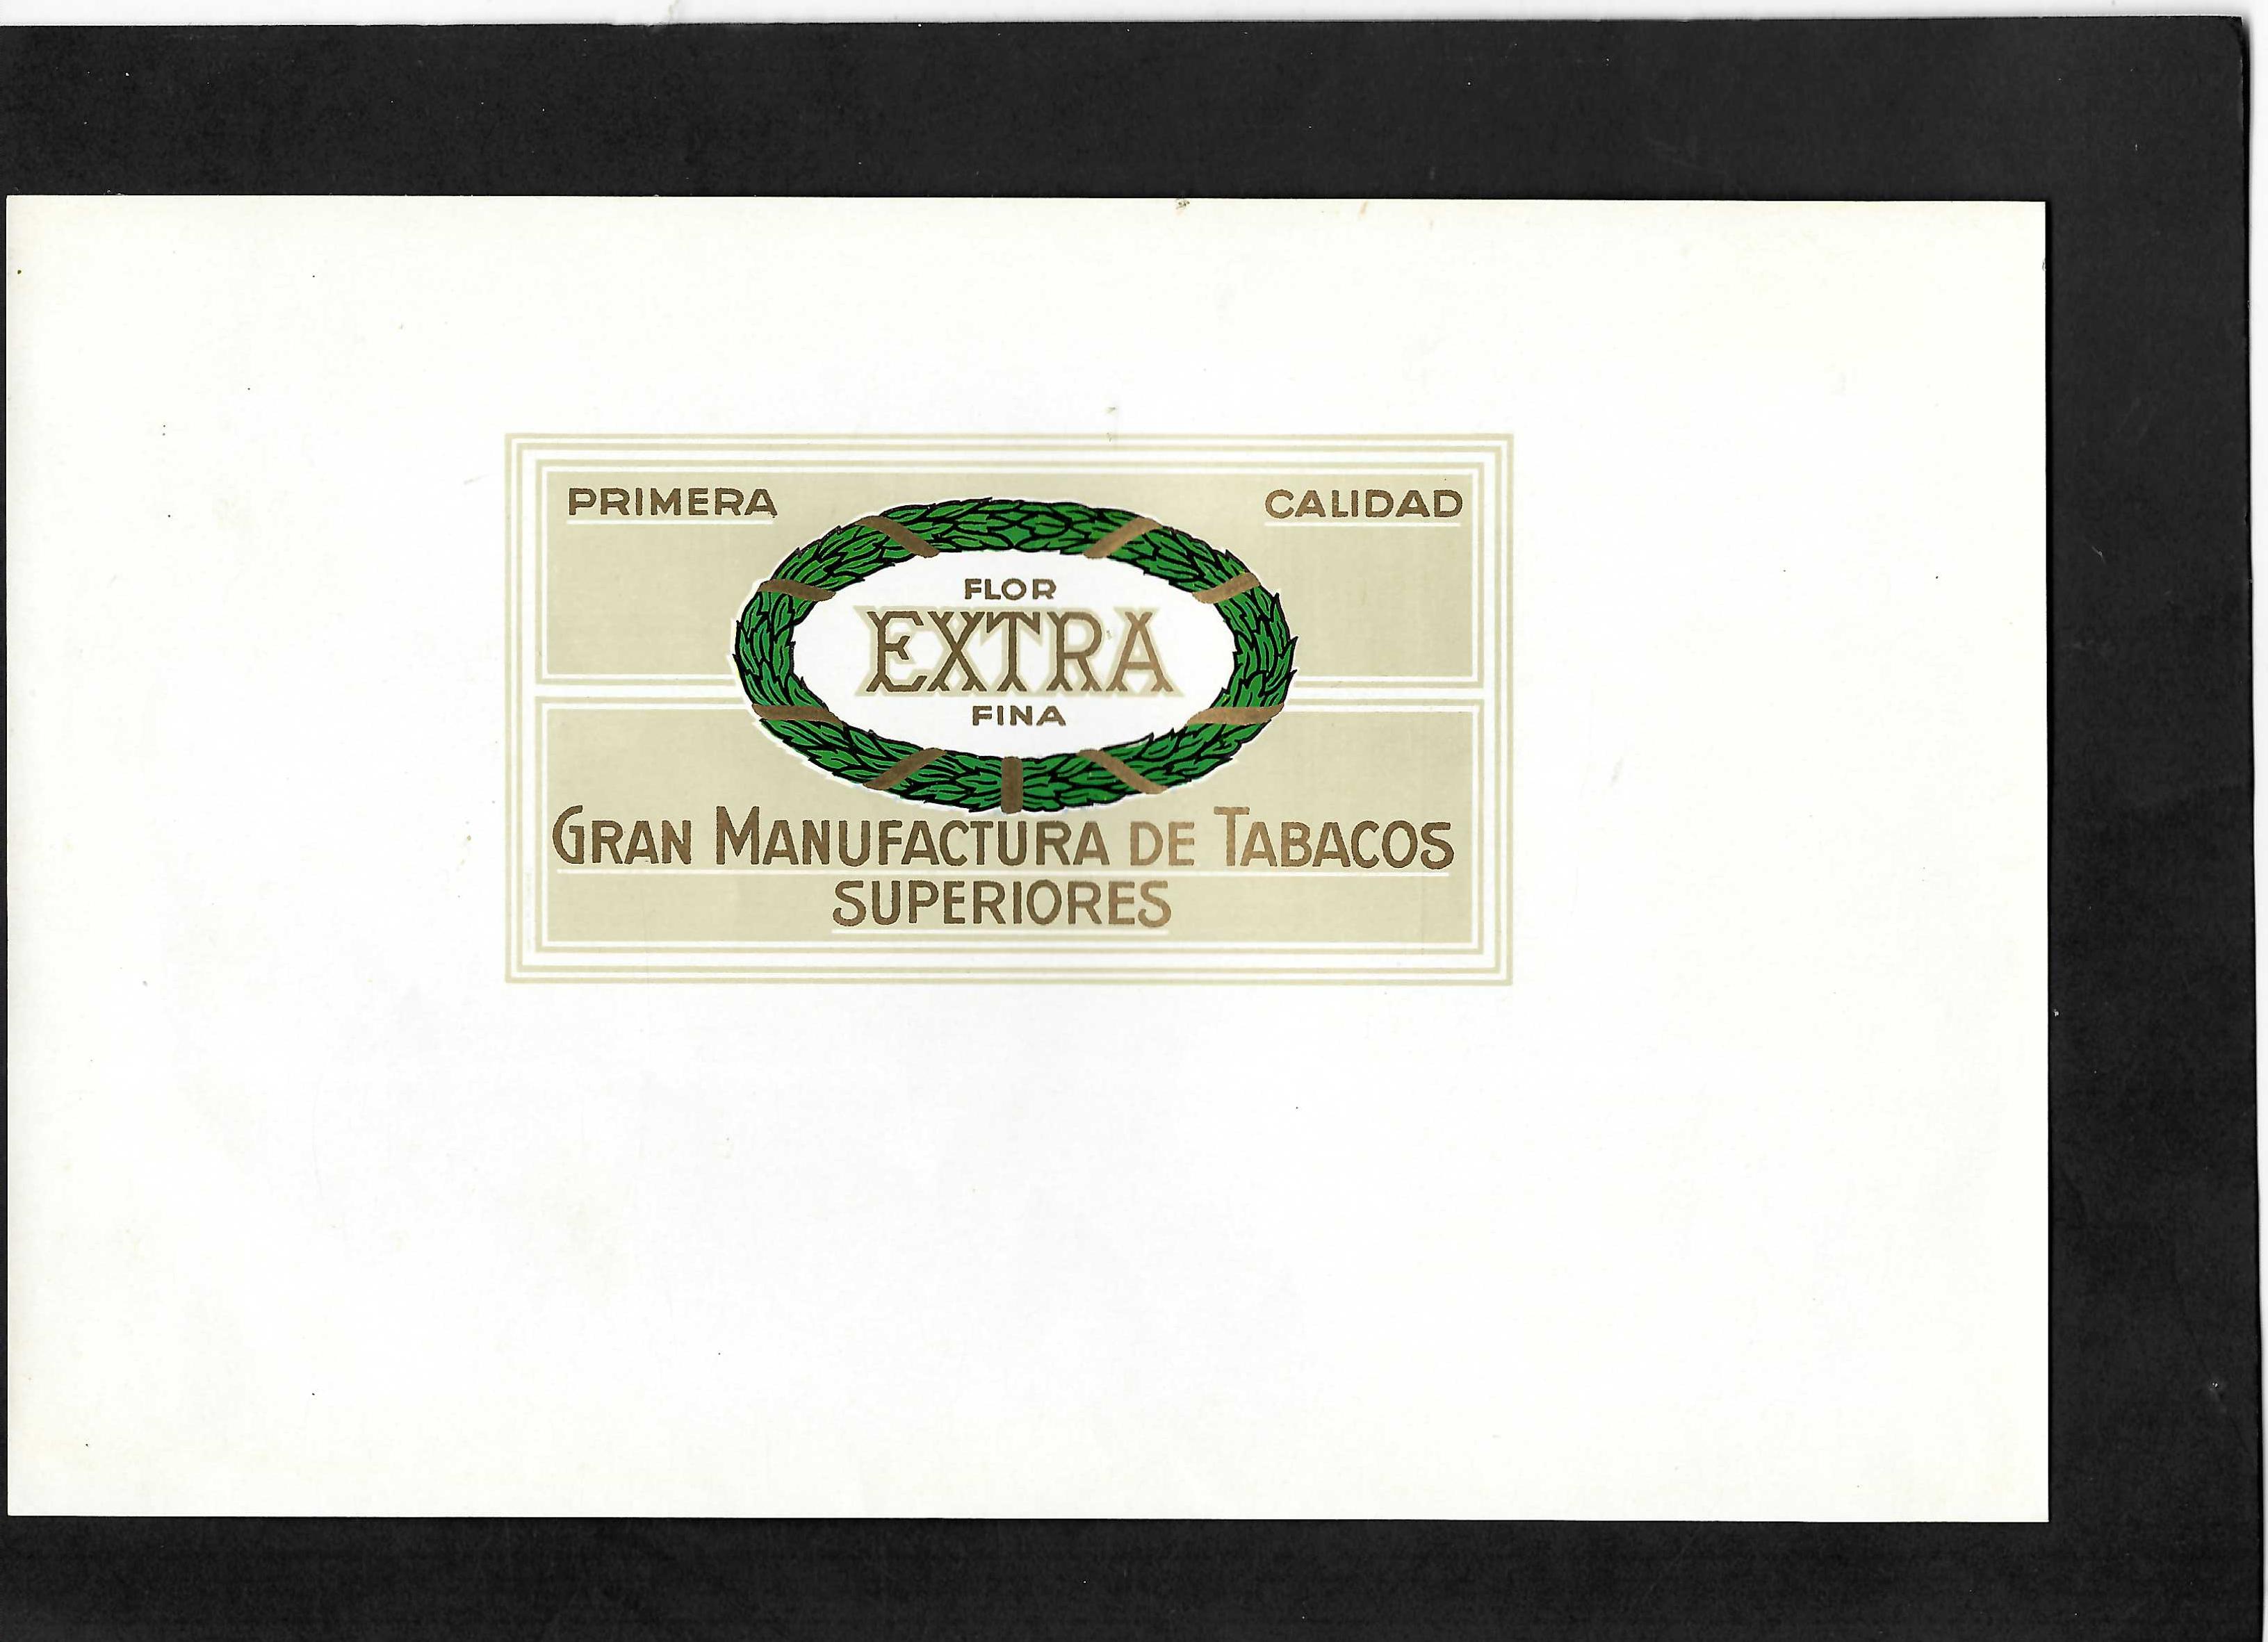 PRIMERA CALIDAD
FLOR
EXTRA
FINA
GRAN MANUFACTURA DE TABACOS
SUPERIORES